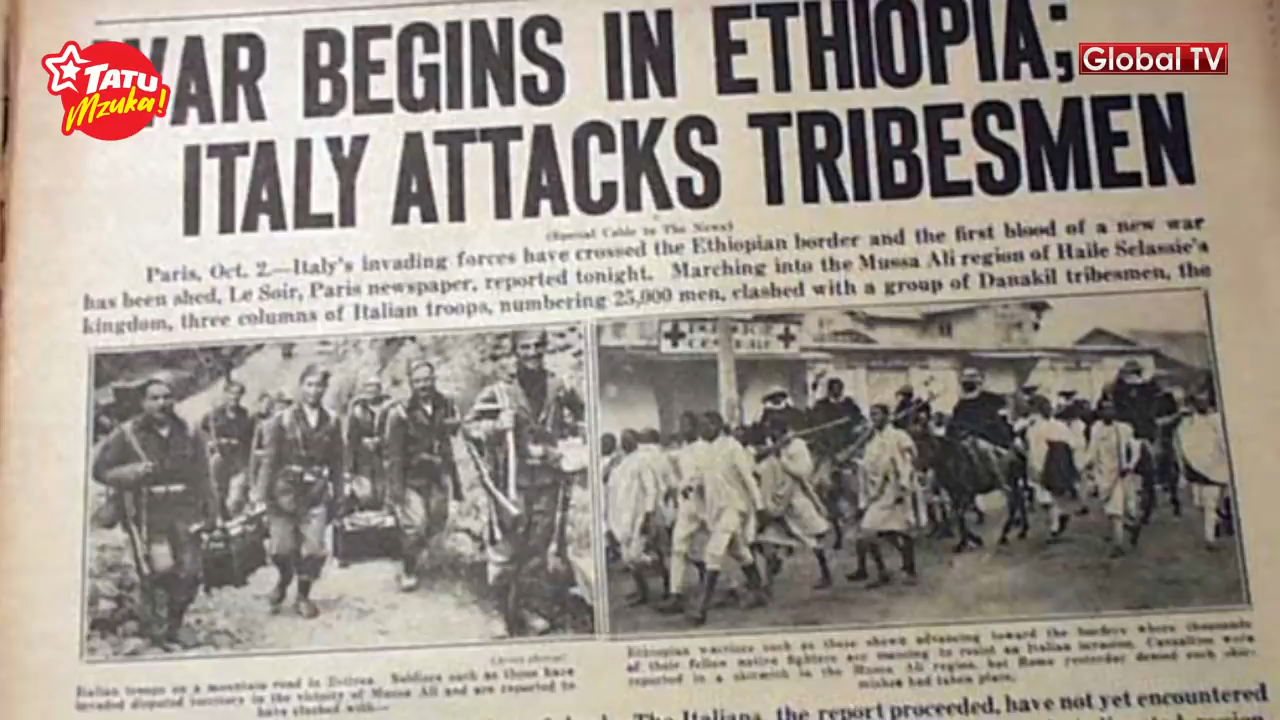 WAR BEGINS IN ETHIOPIA;
ITALY ATTACKS TRIBESMEN
TATU
Mzuka!
Global TV
(Special Cable to The News)
Paris, Oct. 2.—Italy's invading forces have crossed the Ethiopian border and the first blood of a new war
has been shed, Le Soir, Paris newspaper, reported tonight. Marching into the Mussa Ali region of Haile Selassie's
kingdom, three columns of Italian troops, numbering 25,000 men, clashed with a group of Danakil tribesmen, the
Italian troops on a mountain road in Eritrea. Soldiers such as these have
invaded disputed territory in the vicinity of Mussa Ali and are reported to
have clashed with
Ethiopian warriors such as these shown advancing toward the borders where thousands
of their fellow native fighters are massing to resist an Italian invasion. Casualties were
reported in a skirmish in the Mussa Ali region, but Rome yesterday denied such
had taken place.
The Italians, the report proceeded, have not yet encountered